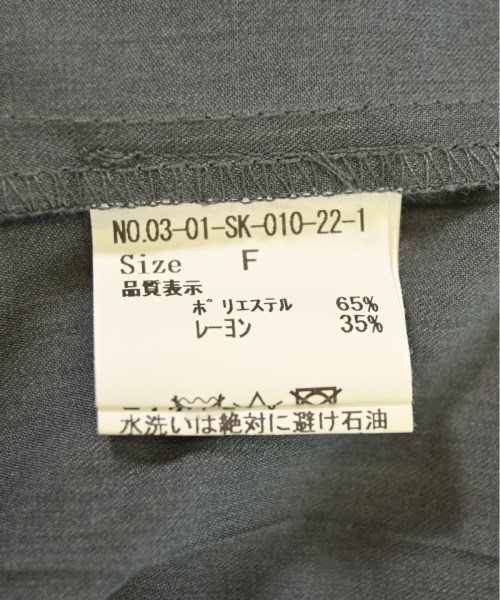 NO.03-01-SK-010-22-1
Size F
品質表示
ポリエステル 65%
レーヨン 35%
水洗いは絶対に避け石油